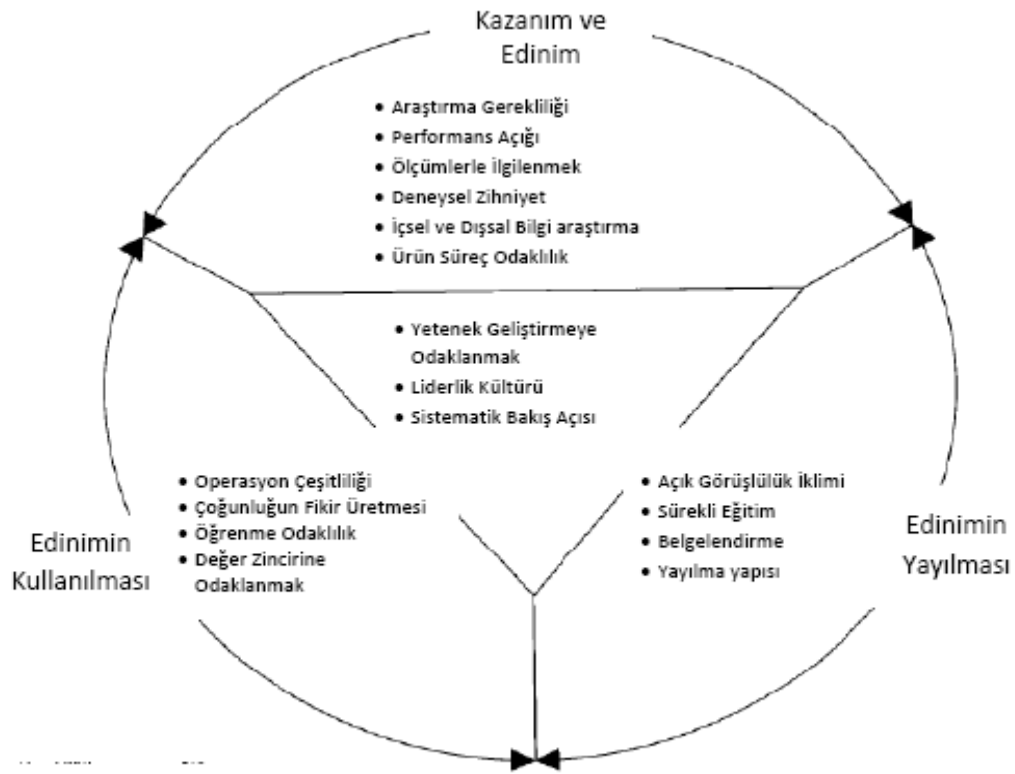 Kazanım ve
Edinim
• Araştırma Gerekliliği
• Performans Açığı
• Ölçümlerle İlgilenmek
• Deneysel Zihniyet
• İçsel ve Dışsal Bilgi araştırma
• Ürün Süreç Odaklılık
• Yetenek Geliştirmeye
Odaklanmak
• Liderlik Kültürü
• Sistematik Bakış Açısı
• Operasyon Çeşitliliği
• Çoğunluğun Fikir Üretmesi
• Öğrenme Odaklılık
• Değer Zincirine
Odaklanmak
• Açık Görüşlülük İklimi
• Sürekli Eğitim
• Belgelendirme
• Yayılma yapısı
Edinimin
Kullanılması
Edinimin
Yayılması